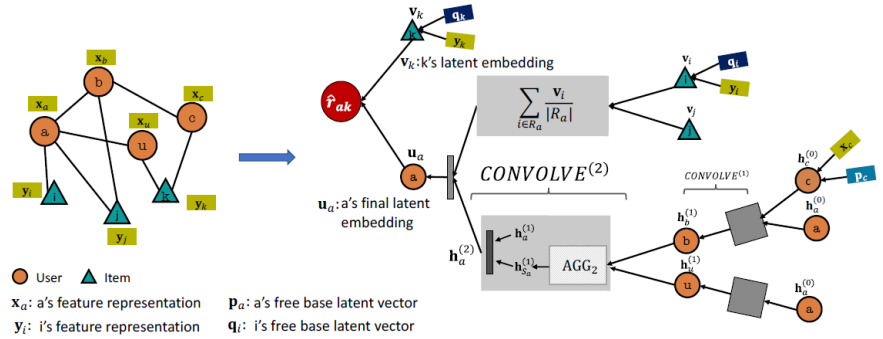 x_b
b
x_a
a
x_u
u
x_c
c
y_i
i
j
y_j
k
y_k
User
Item
x_a: a's feature representation
y_i: i's feature representation
p_a: a's free base latent vector
q_i: i's free base latent vector
v_k
k
q_k
y_k
v_k:k's latent embedding
r̂_ak
u_a
a
u_a: a's final latent
embedding
∑_{i∈R_a} v_i/|R_a|
v_i
i
q_i
y_i
v_j
j
CONVOLVE^(2)
h_a^(2)
h_a^(1)
h_{S_a}^(1)
AGG_2
CONVOLVE^(1)
h_b^(1)
b
h_u^(1)
u
h_c^(0)
c
x_c
p_c
h_a^(0)
a
h_a^(0)
a